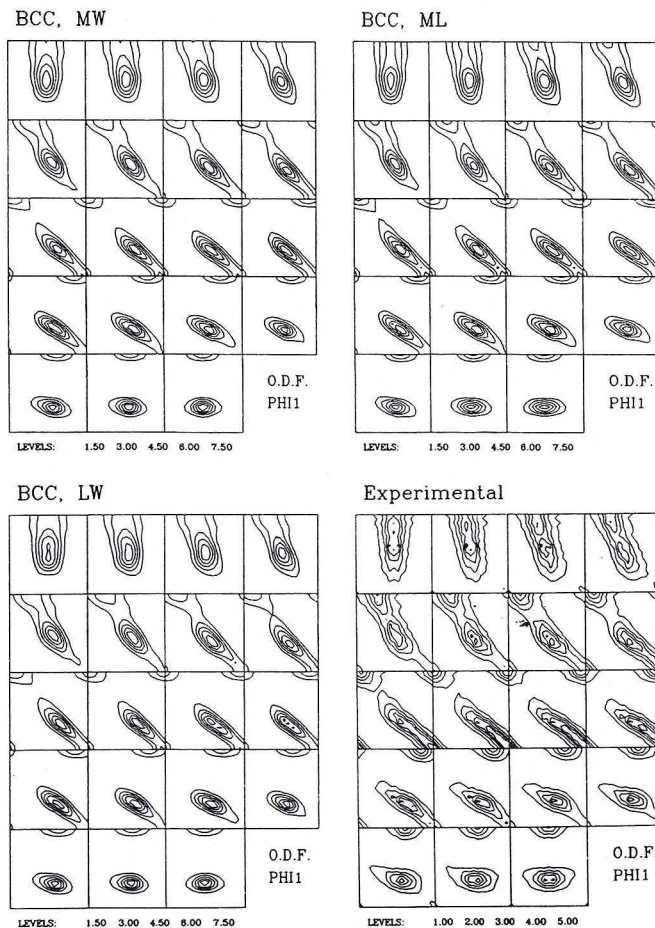 BCC, MW
BCC, ML
O.D.F.
PHI1
O.D.F.
PHI1
LEVELS: 1.50 3.00 4.50 6.00 7.50
LEVELS: 1.50 3.00 4.50 6.00 7.50
BCC, LW
Experimental
O.D.F.
PHI1
O.D.F.
PHI1
LEVELS: 1.50 3.00 4.50 6.00 7.50
LEVELS: 1.00 2.00 3.00 4.00 5.00